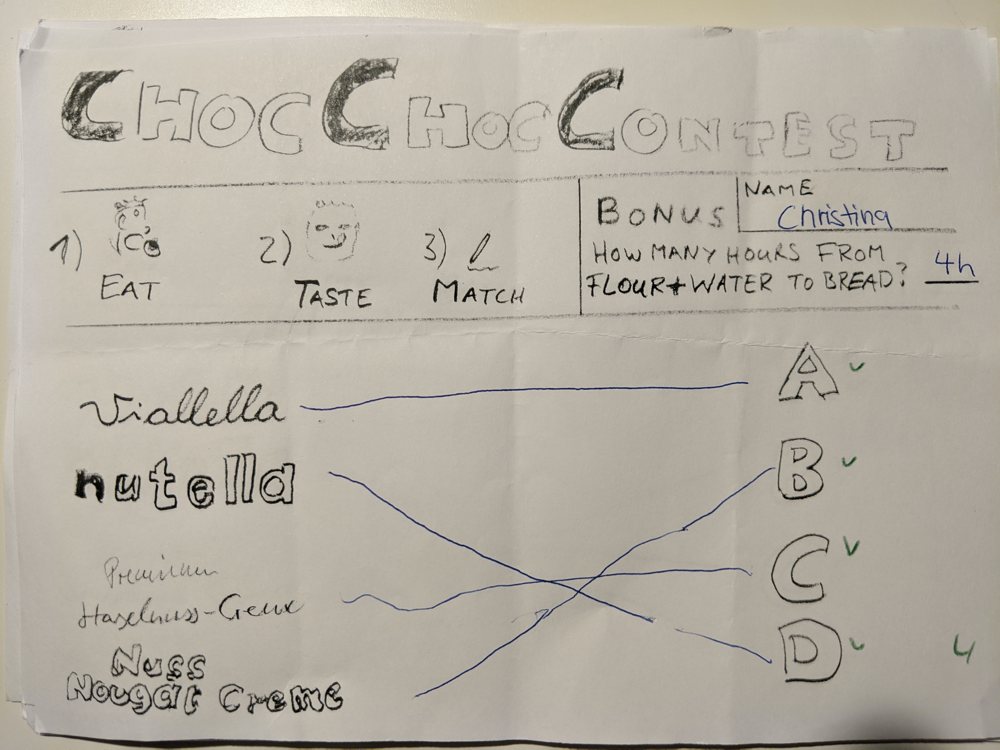 CHOC CHOC CONTEST
1) EAT
2) TASTE
3) MATCH
BONUS
NAME
Christina
HOW MANY HOURS FROM
FLOUR + WATER TO BREAD? 4h
Viallella
nutella
Premium
Haselnuss-Creme
Nuss
Nougat Creme
A
B
C
D
4